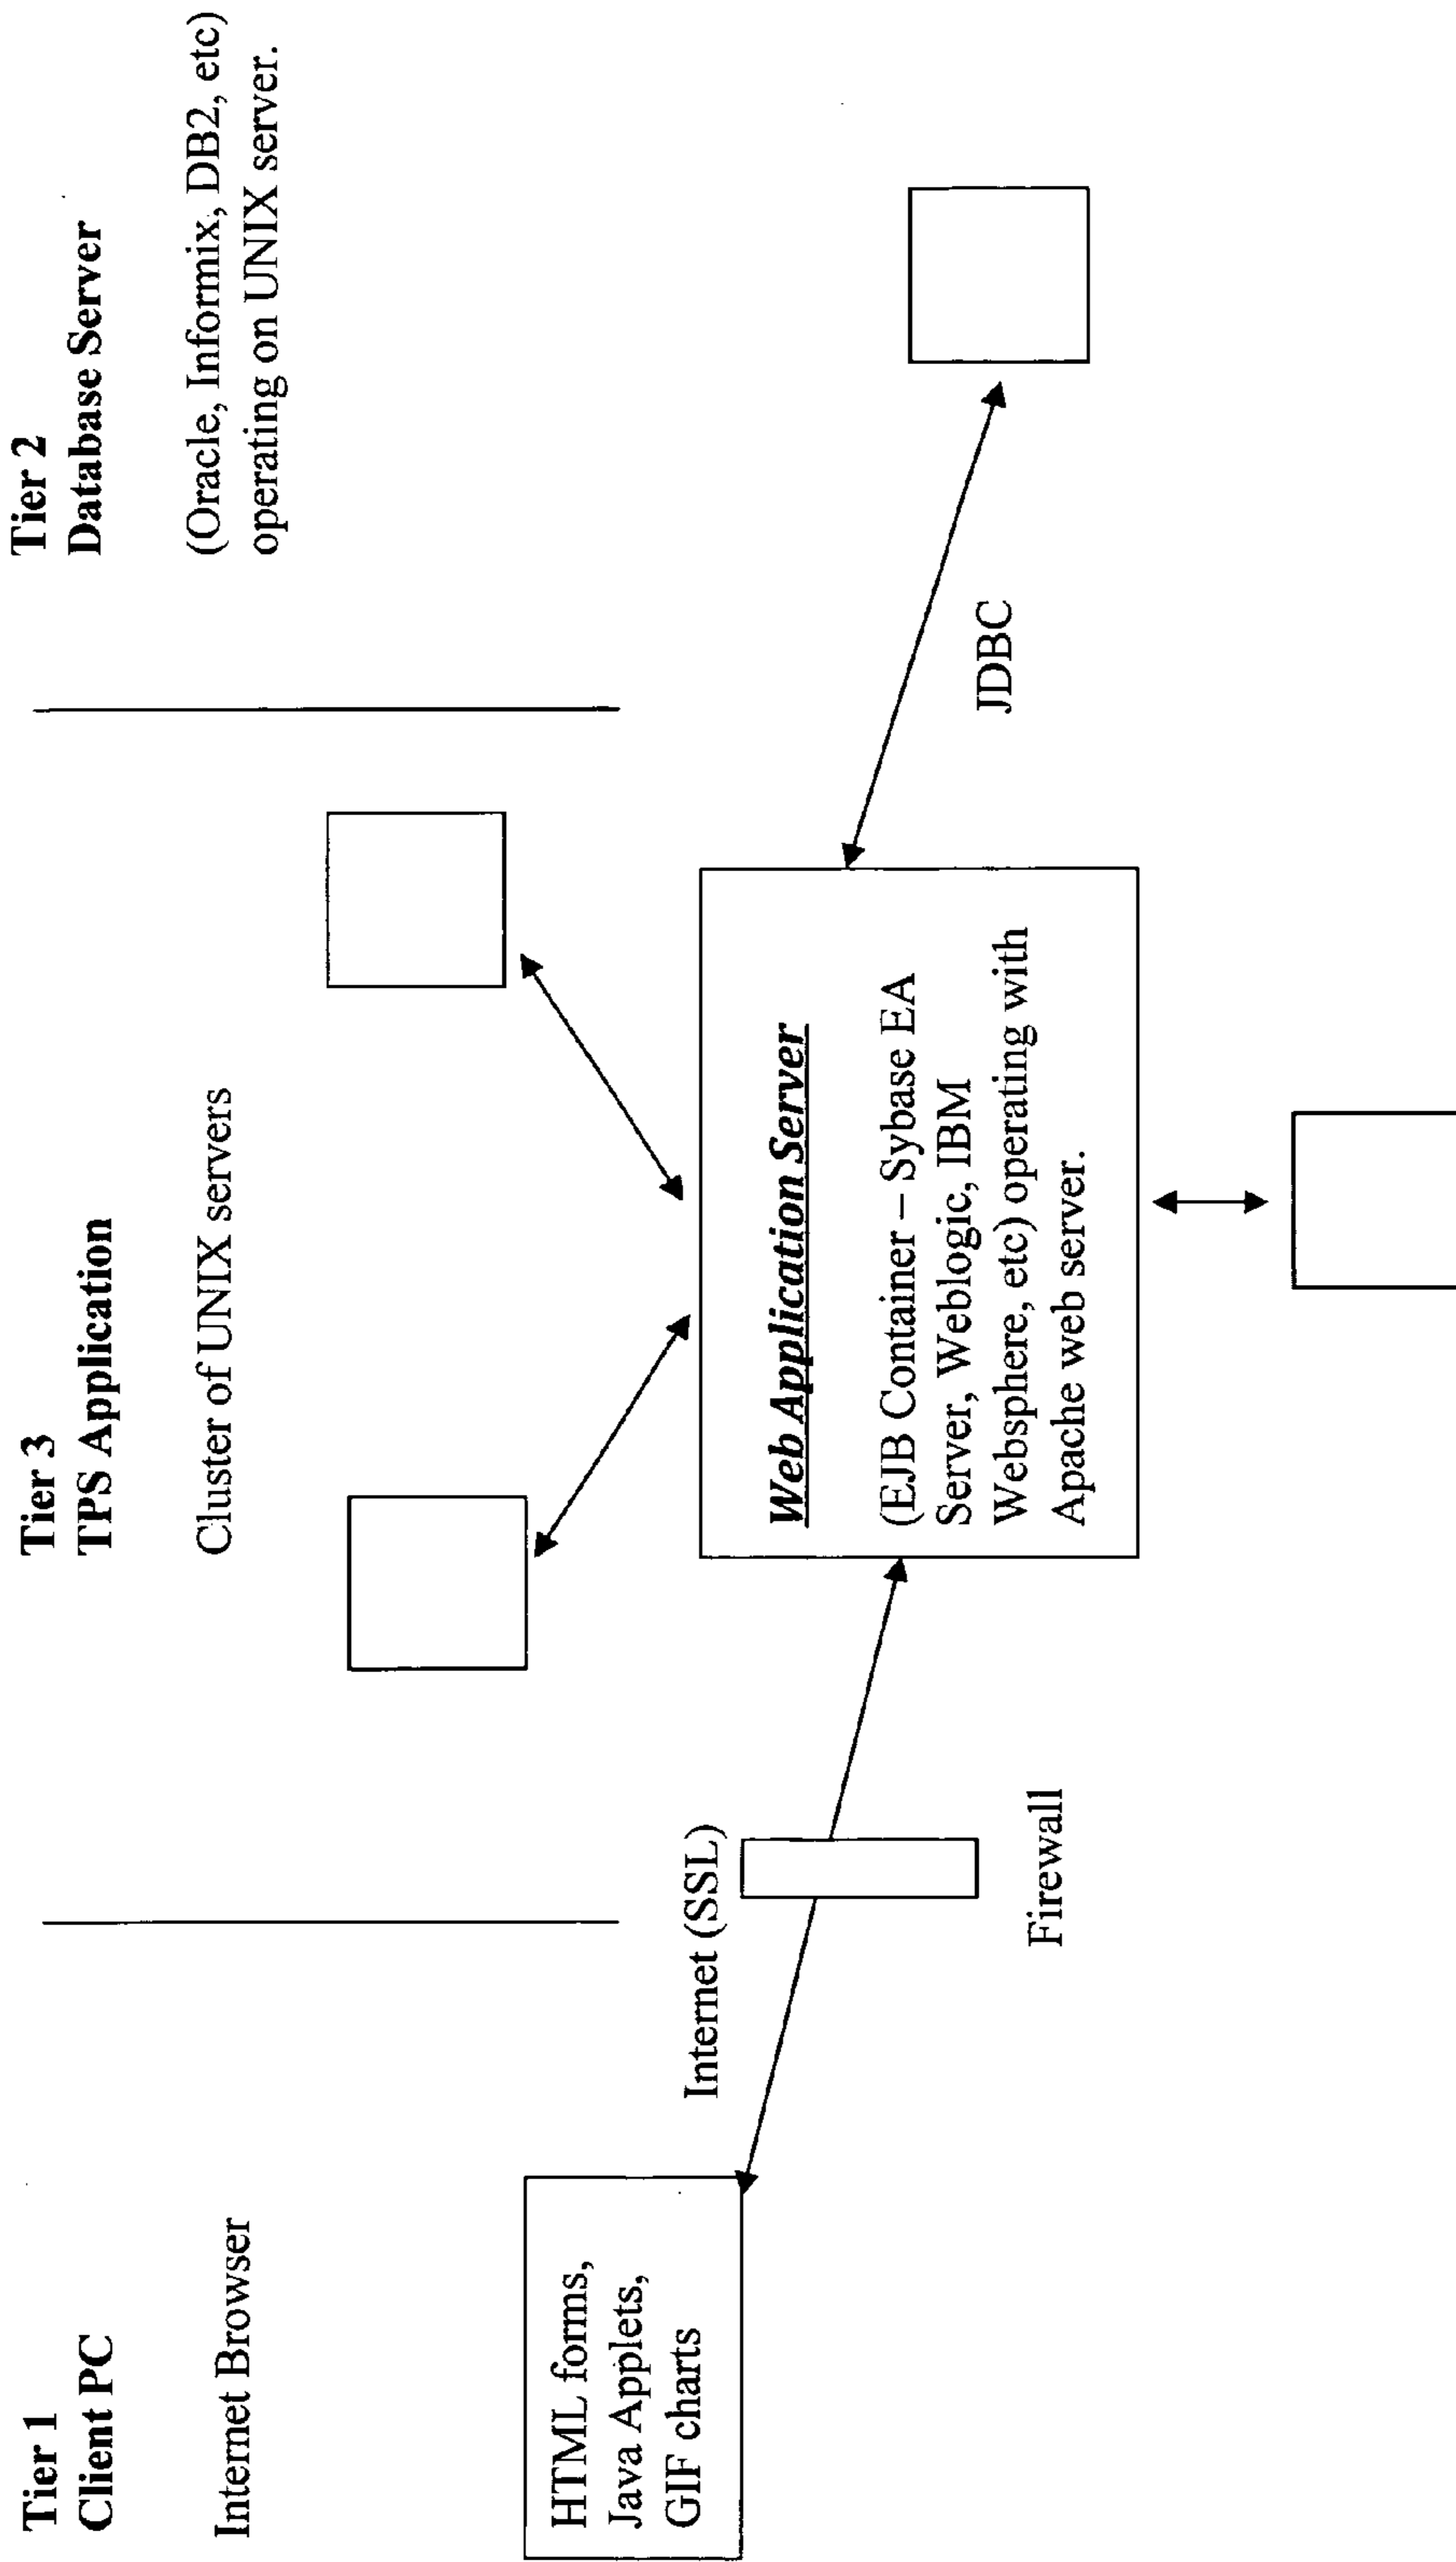 Tier 1
Client PC
Internet Browser
HTML forms,
Java Applets,
GIF charts
Internet (SSL)
Firewall
Tier 3
TPS Application
Cluster of UNIX servers
Web Application Server
(EJB Container – Sybase EA
Server, Weblogic, IBM
Websphere, etc) operating with
Apache web server.
JDBC
Tier 2
Database Server
(Oracle, Informix, DB2, etc)
operating on UNIX server.